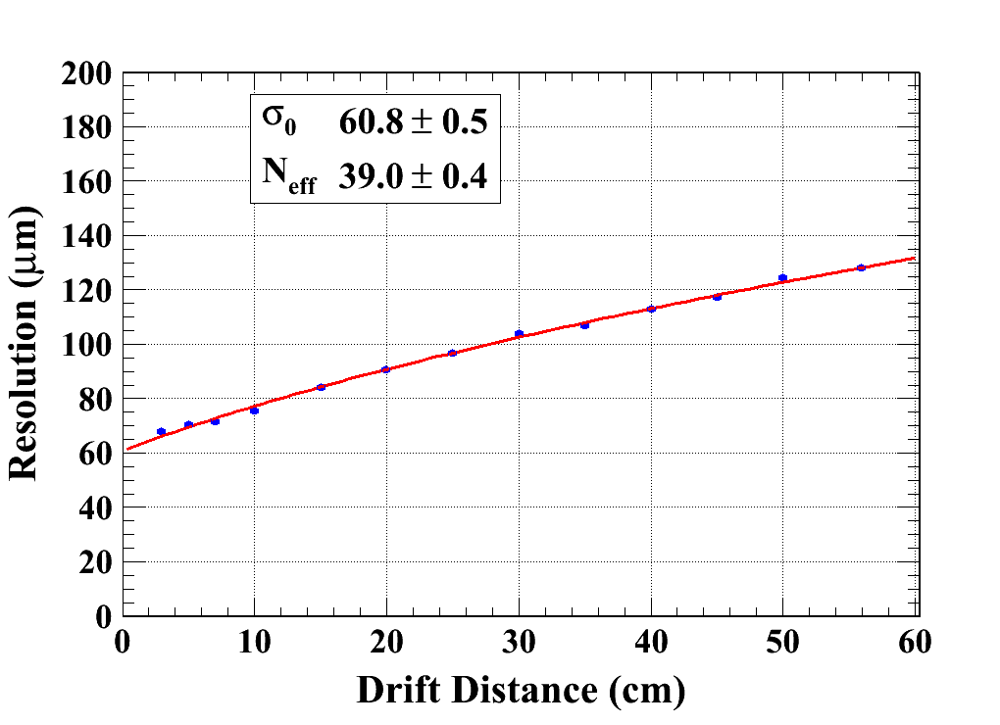 σ0 60.8 ± 0.5
Neff 39.0 ± 0.4
Resolution (μm)
200
180
160
140
120
100
80
60
40
20
0
0 10 20 30 40 50 60
Drift Distance (cm)